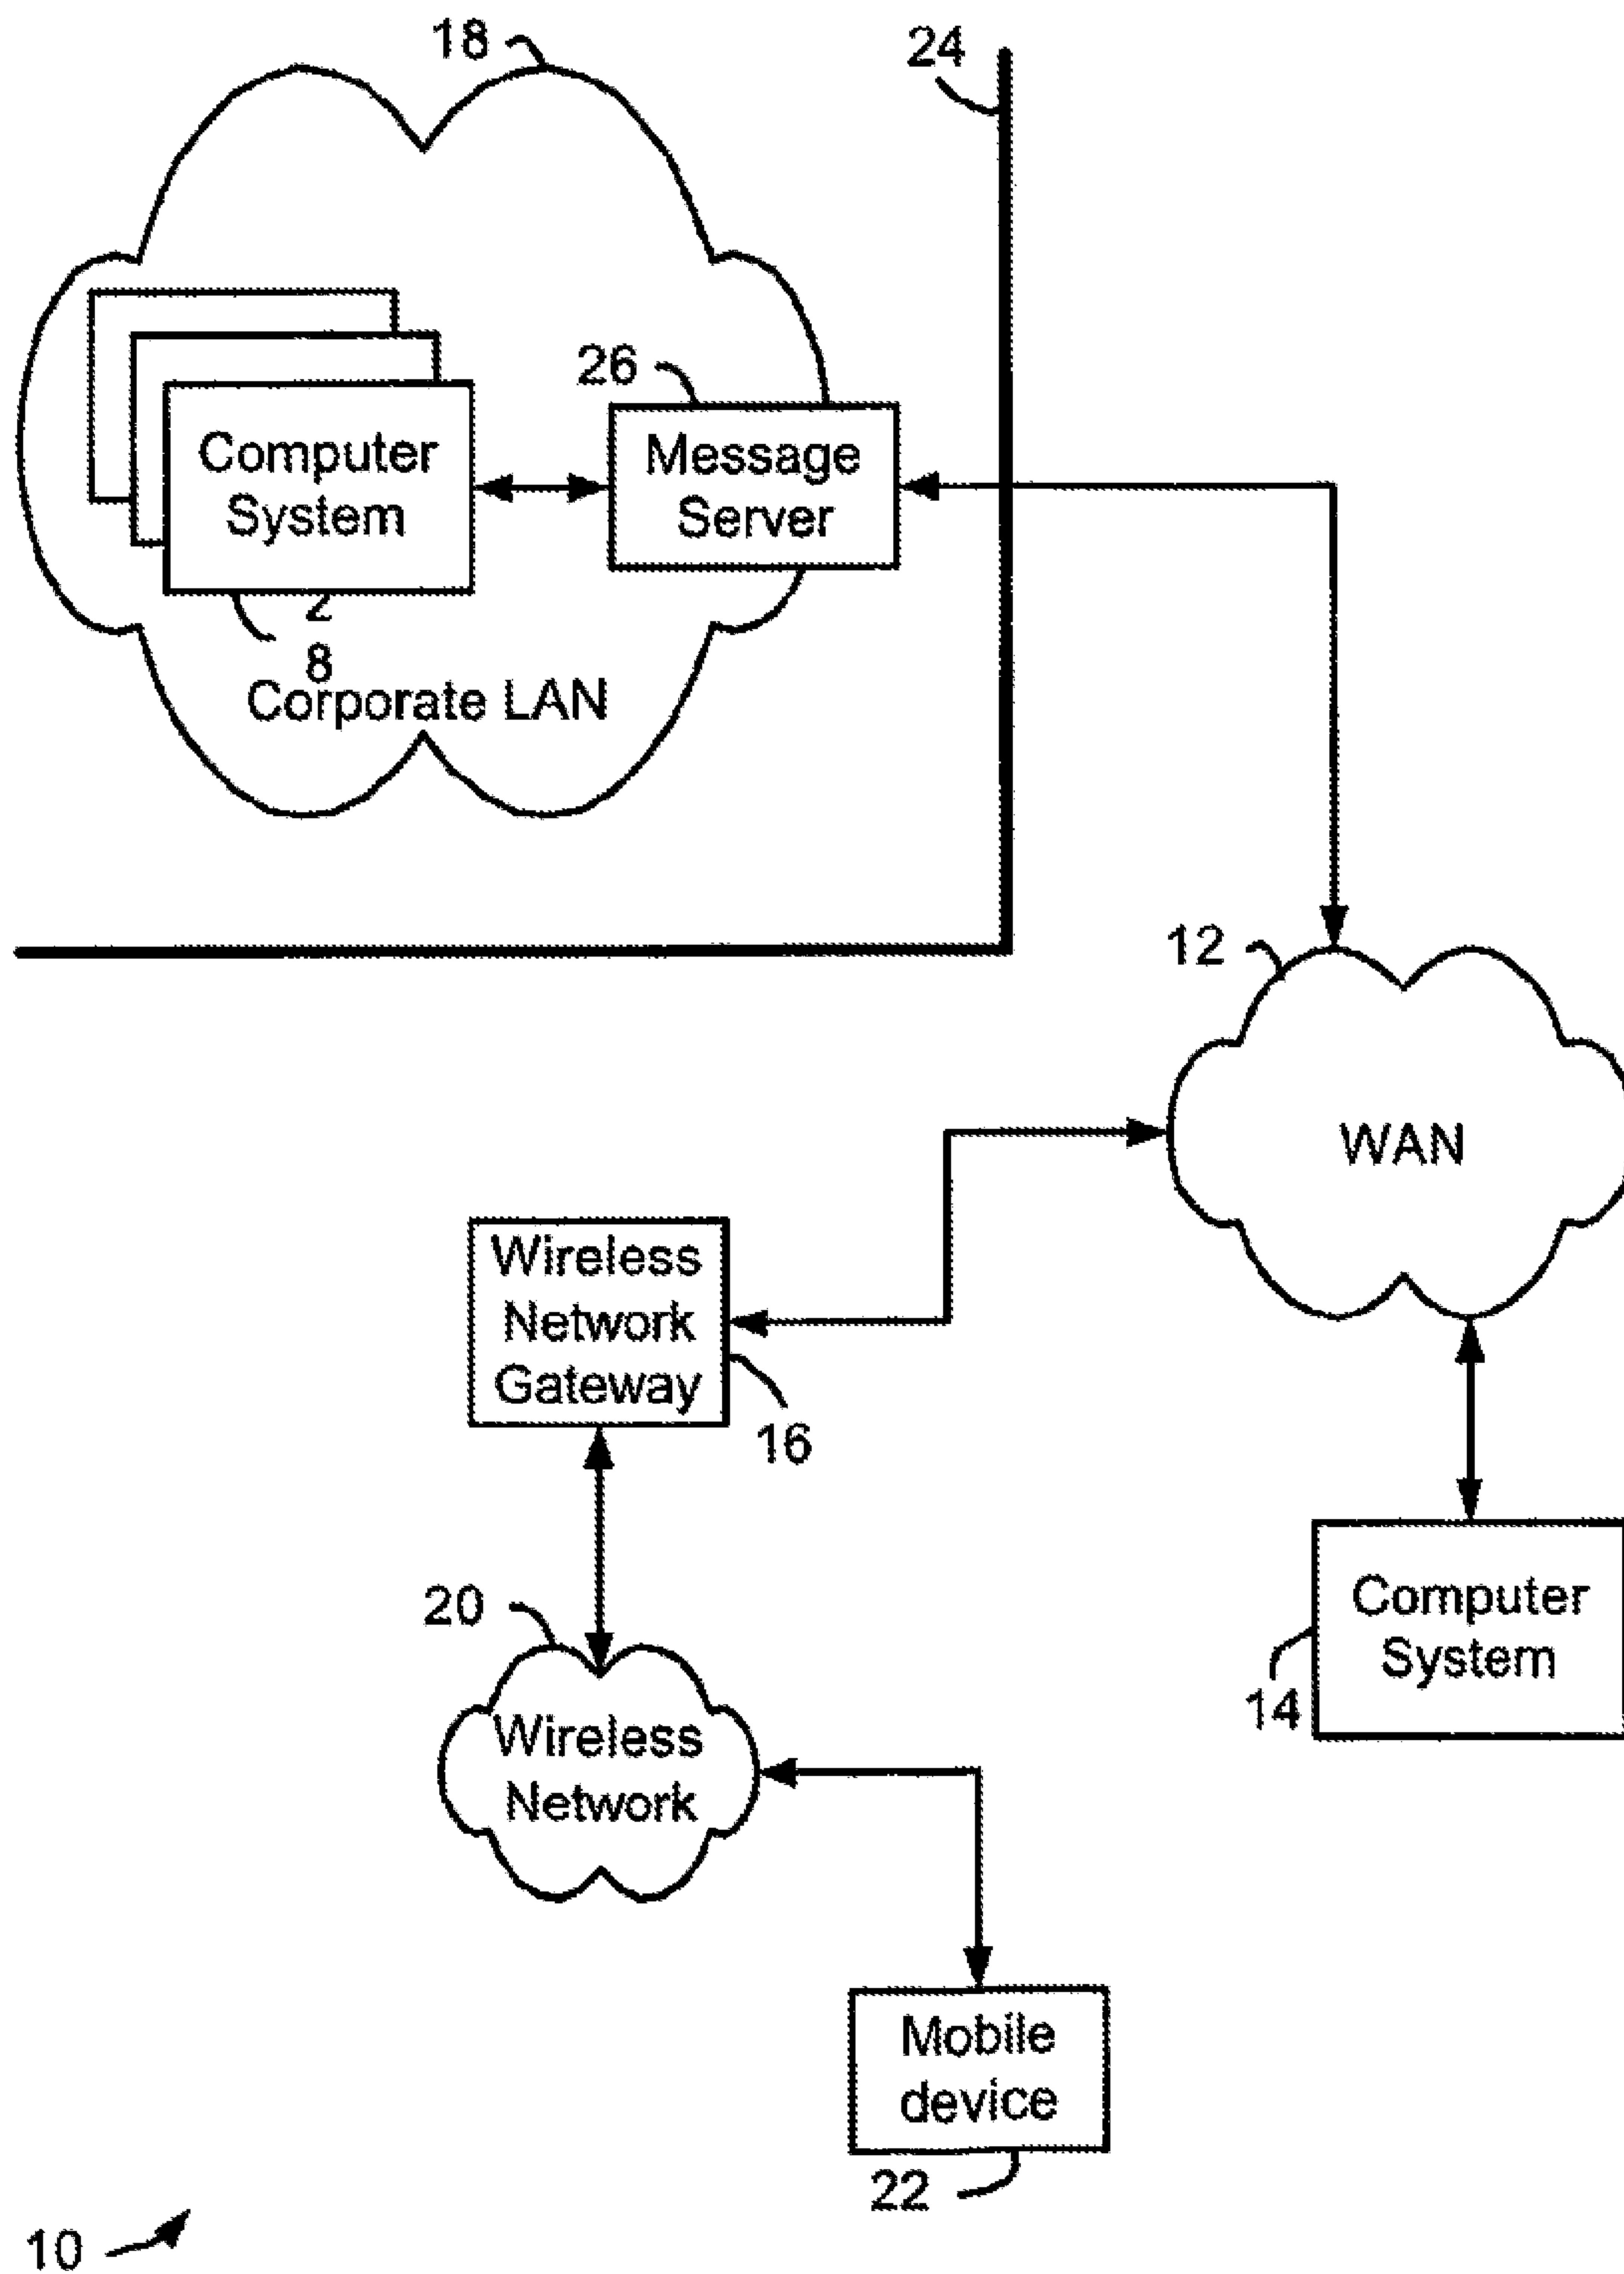 18
24
26
Computer
System
Message
Server
2
8
Corporate LAN
12
WAN
Wireless
Network
Gateway
16
20
Computer
System
14
Wireless
Network
Mobile
device
22
10